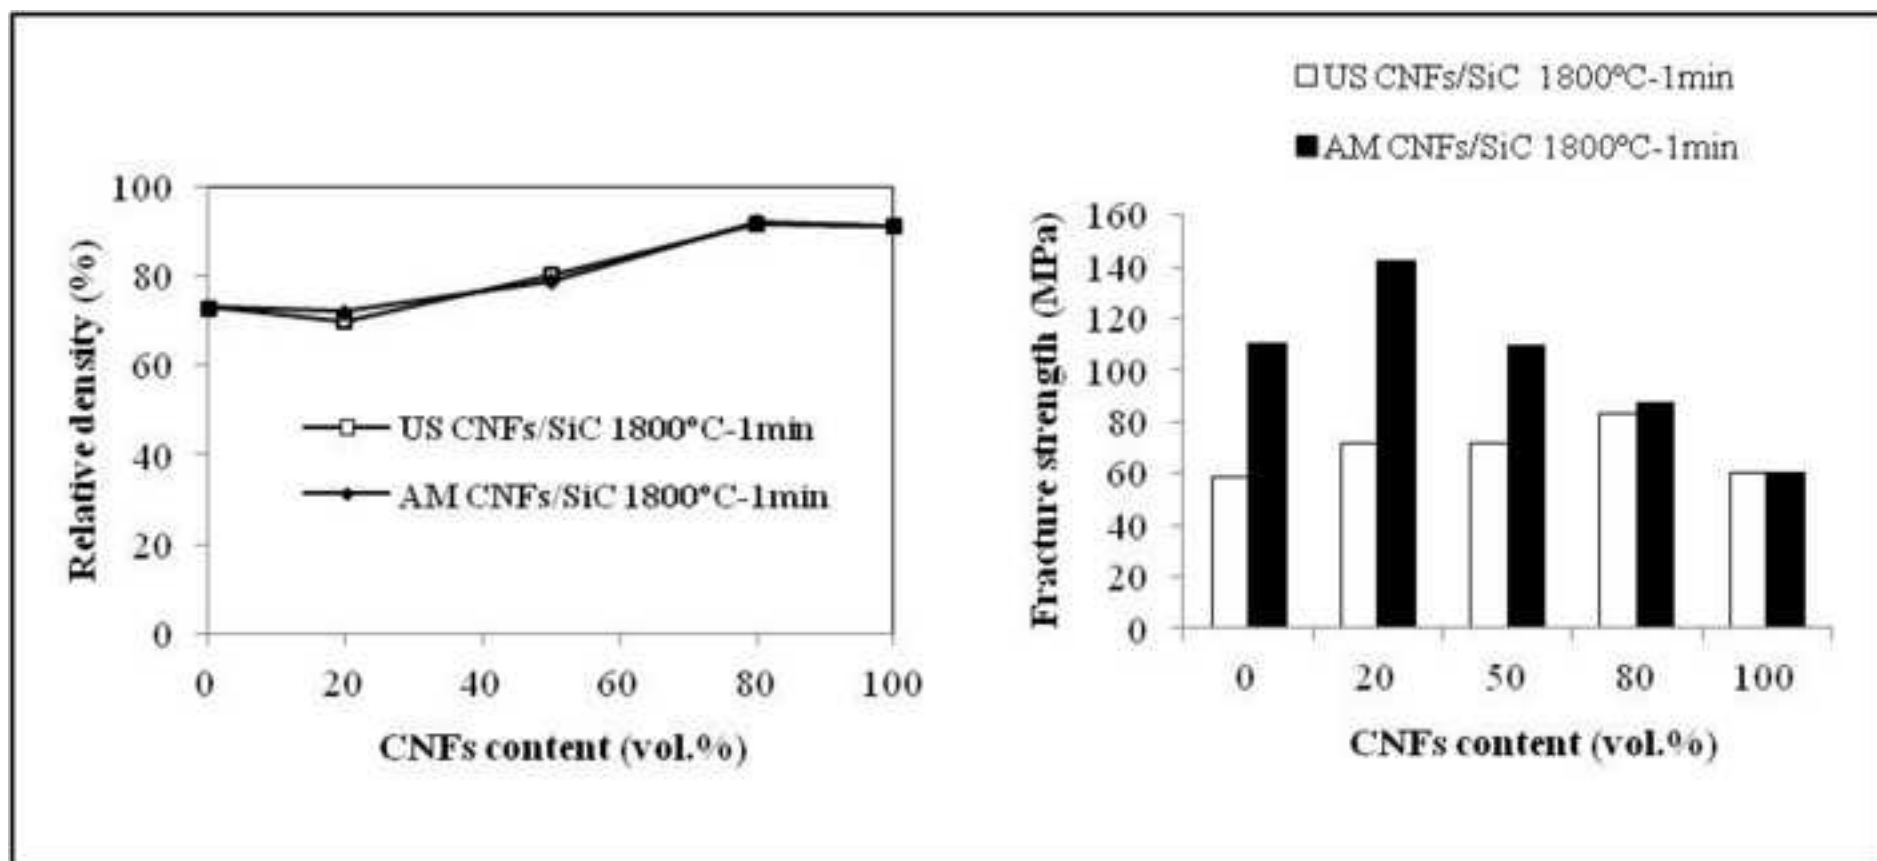 Relative density (%)
100
80
60
40
20
0
US CNFs/SiC 1800°C-1min
AM CNFs/SiC 1800°C-1min
0 20 40 60 80 100
CNFs content (vol.%)
US CNFs/SiC 1800ºC-1min
AM CNFs/SiC 1800ºC-1min
Fracture strength (MPa)
160
140
120
100
80
60
40
20
0
0 20 50 80 100
CNFs content (vol.%)